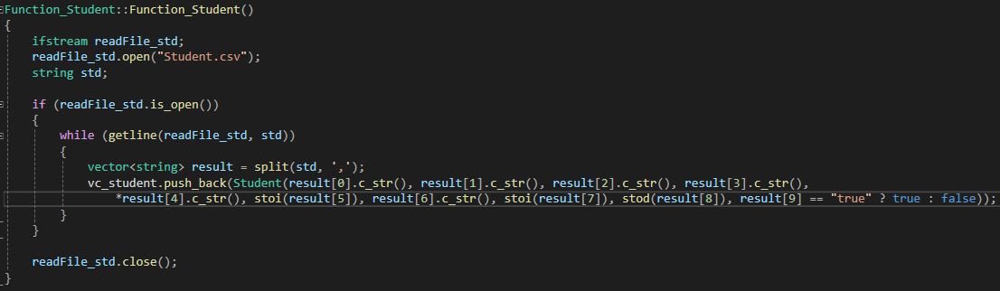 Function_Student::Function_Student()
{
ifstream readFile_std;
readFile_std.open("Student.csv");
string std;
if (readFile_std.is_open())
{
while (getline(readFile_std, std))
{
vector<string> result = split(std, ',');
vc_student.push_back(Student(result[0].c_str(), result[1].c_str(), result[2].c_str(), result[3].c_str(),
*result[4].c_str(), stoi(result[5]), result[6].c_str(), stoi(result[7]), stod(result[8]), result[9] == "true" ? true : false));
}
}
readFile_std.close();
}